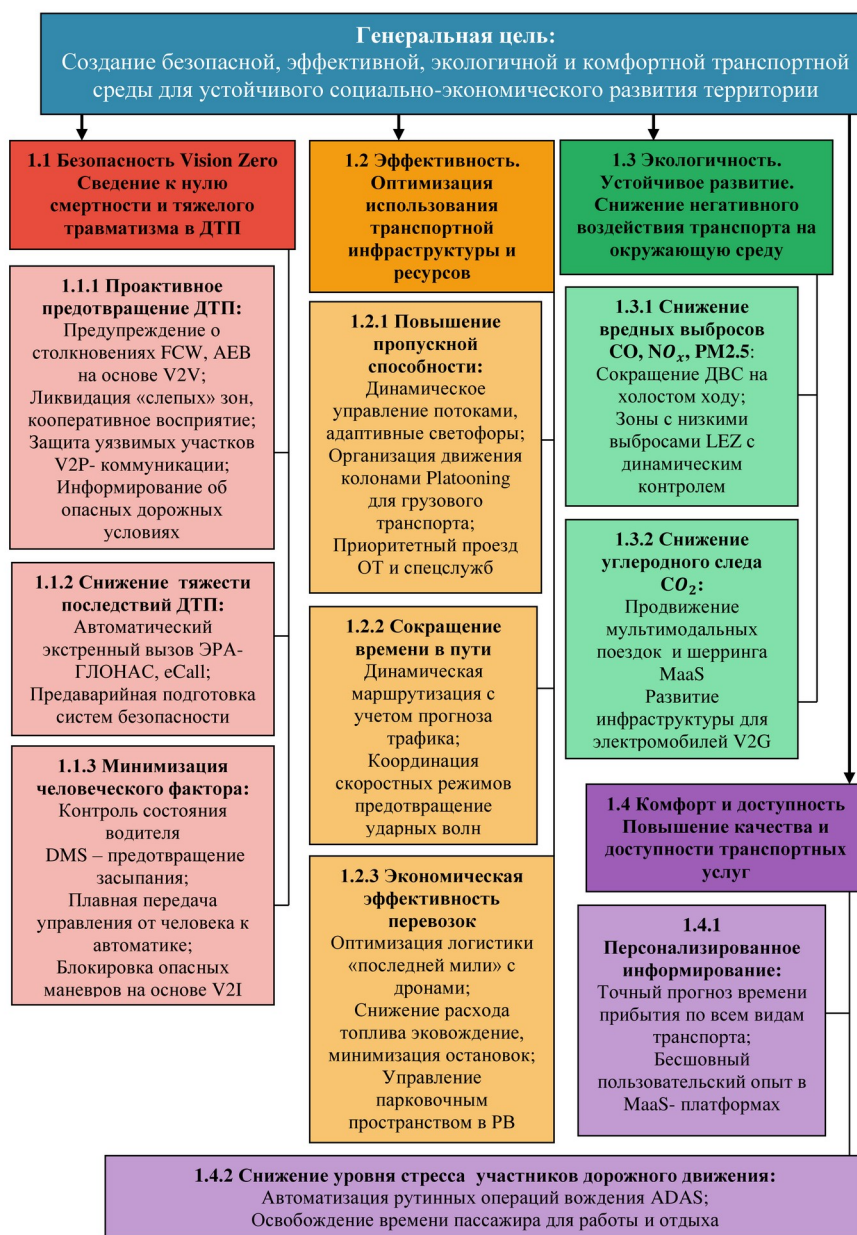 Генеральная цель:
Создание безопасной, эффективной, экологичной и комфортной транспортной
среды для устойчивого социально-экономического развития территории
1.1 Безопасность Vision Zero
Сведение к нулю
смертности и тяжелого
травматизма в ДТП
1.1.1 Проактивное
предотвращение ДТП:
Предупреждение о
столкновениях FCW, AEB
на основе V2V;
Ликвидация «слепых» зон,
кооперативное восприятие;
Защита уязвимых участков
V2P- коммуникации;
Информирование об
опасных дорожных
условиях
1.1.2 Снижение тяжести
последствий ДТП:
Автоматический
экстренный вызов ЭРА-
ГЛОНАС, eCall;
Предаварийная подготовка
систем безопасности
1.1.3 Минимизация
человеческого фактора:
Контроль состояния
водителя
DMS – предотвращение
засыпания;
Плавная передача
управления от человека к
автоматике;
Блокировка опасных
маневров на основе V2I
1.2 Эффективность.
Оптимизация
использования
транспортной
инфраструктуры и
ресурсов
1.2.1 Повышение
пропускной
способности:
Динамическое
управление потоками,
адаптивные светофоры;
Организация движения
колонами Platooning
для грузового
транспорта;
Приоритетный проезд
ОТ и спецслужб
1.2.2 Сокращение
времени в пути
Динамическая
маршрутизация с
учетом прогноза
трафика;
Координация
скоростных режимов
предотвращение
ударных волн
1.2.3 Экономическая
эффективность
перевозок
Оптимизация логистики
«последней мили» с
дронами;
Снижение расхода
топлива эковождение,
минимизация остановок;
Управление
парковочным
пространством в РВ
1.3 Экологичность.
Устойчивое развитие.
Снижение негативного
воздействия транспорта на
окружающую среду
1.3.1 Снижение
вредных выбросов
CO, NOₓ, PM2.5:
Сокращение ДВС на
холостом ходу;
Зоны с низкими
выбросами LEZ с
динамическим
контролем
1.3.2 Снижение
углеродного следа
CO₂:
Продвижение
мультимодальных
поездок и шерринга
MaaS
Развитие
инфраструктуры для
электромобилей V2G
1.4 Комфорт и доступность
Повышение качества и
доступности транспортных
услуг
1.4.1
Персонализированное
информирование:
Точный прогноз времени
прибытия по всем видам
транспорта;
Бесшовный
пользовательский опыт в
MaaS- платформах
1.4.2 Снижение уровня стресса участников дорожного движения:
Автоматизация рутинных операций вождения ADAS;
Освобождение времени пассажира для работы и отдыха